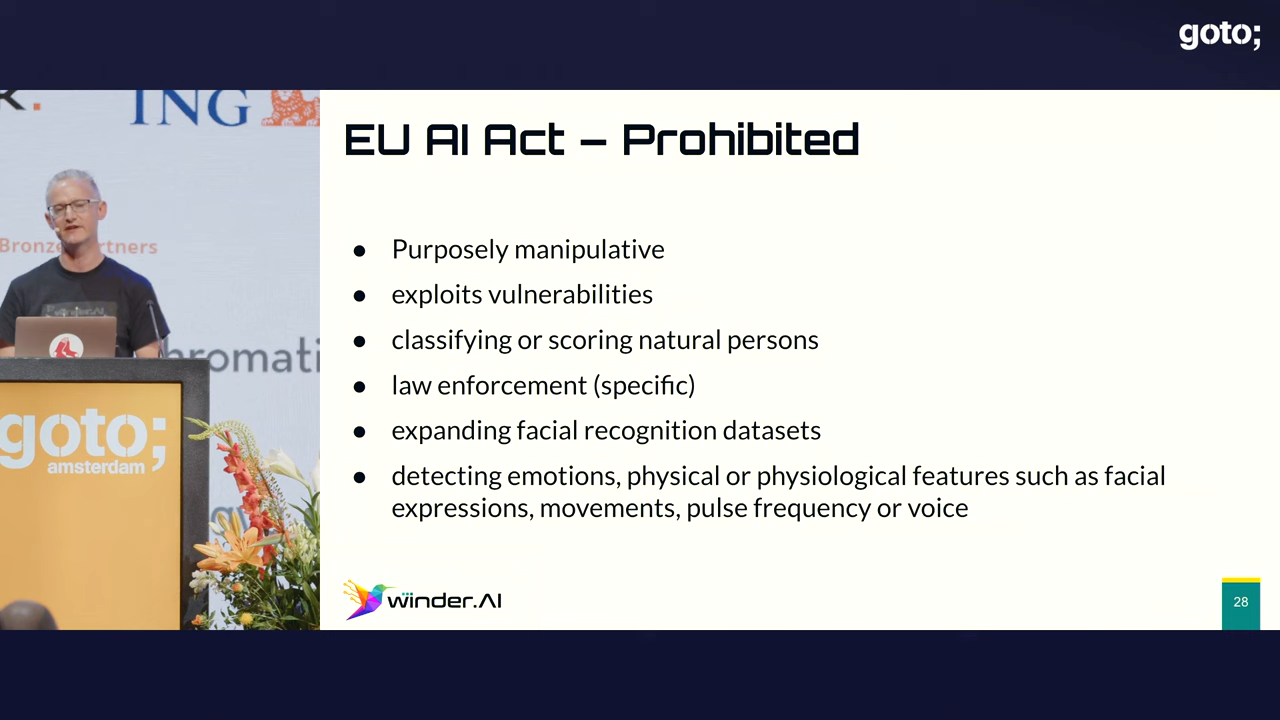 goto;
ING
Bronze
rtners
hromati
goto;
amsterdam
EU AI Act – Prohibited
● Purposely manipulative
● exploits vulnerabilities
● classifying or scoring natural persons
● law enforcement (specific)
● expanding facial recognition datasets
● detecting emotions, physical or physiological features such as facial
expressions, movements, pulse frequency or voice
winder.AI
28